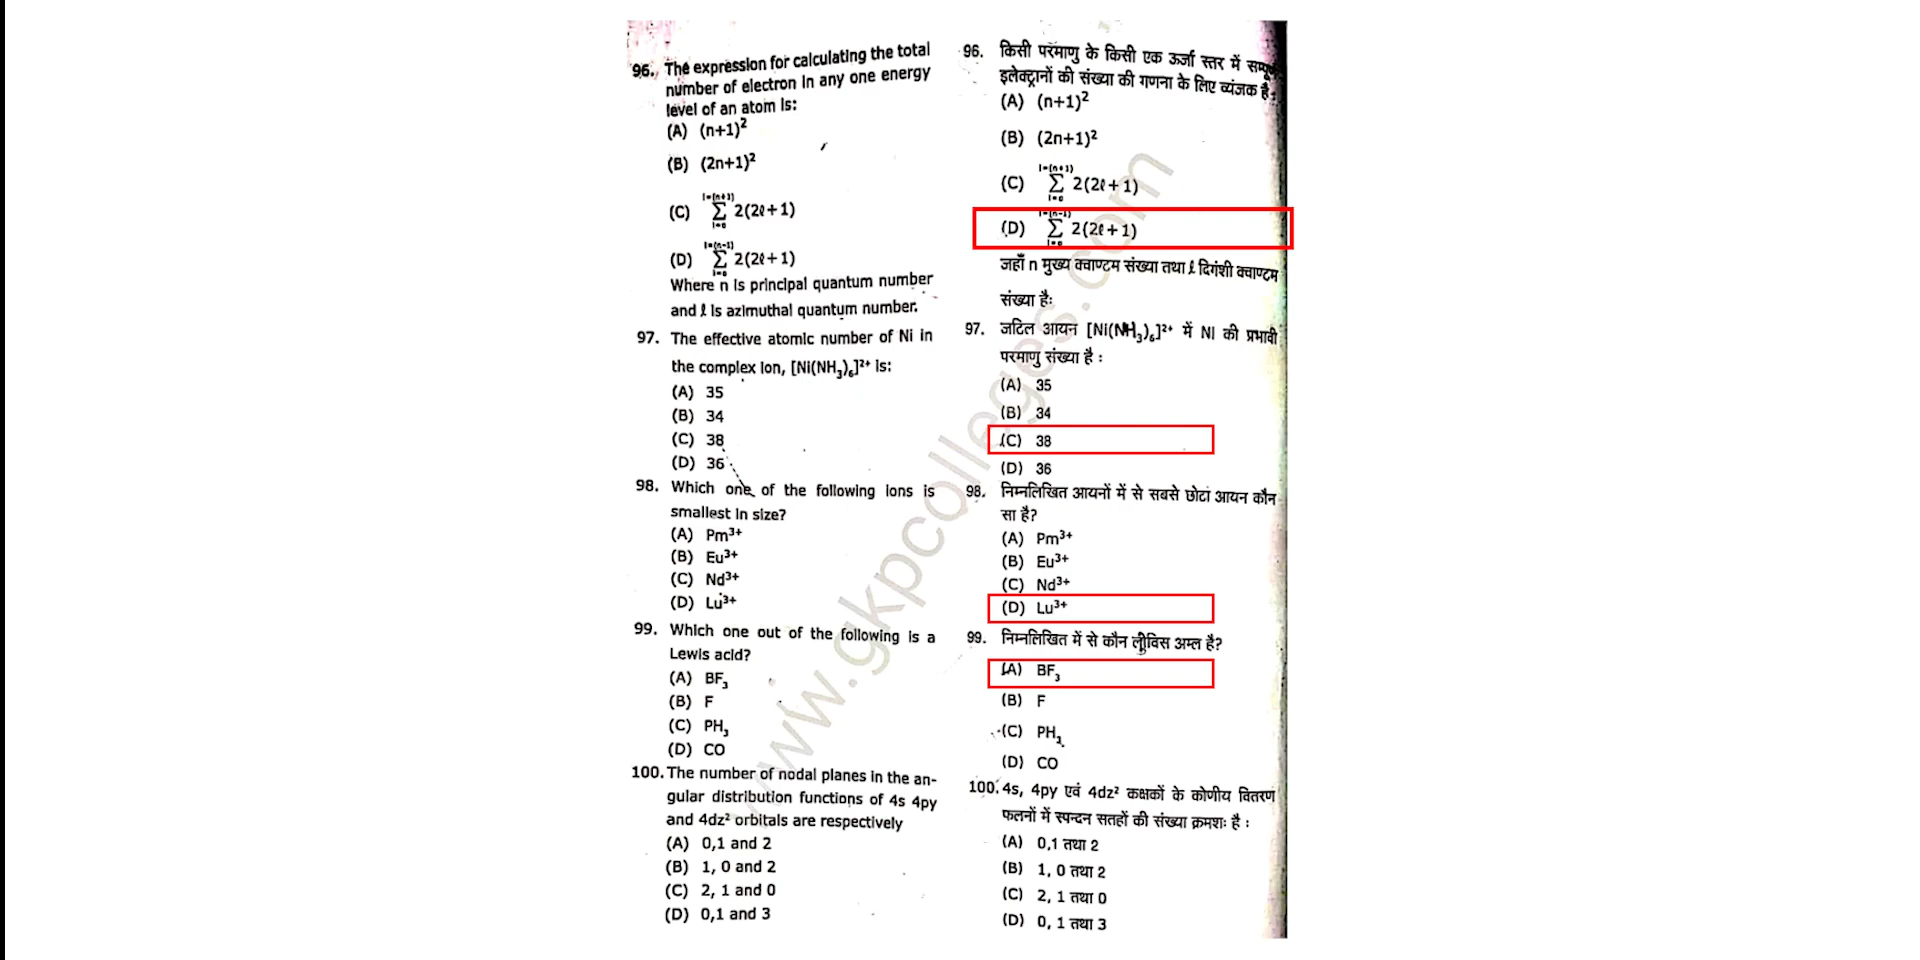 96. The expression for calculating the total
number of electron in any one energy
level of an atom is:
(A) (n+1)²
(B) (2n+1)²
(C) l=(n+1) Σ l=0 2(2ℓ+1)
(D) l=(n-1) Σ l=0 2(2ℓ+1)
Where n is principal quantum number
and ℓ is azimuthal quantum number.
97. The effective atomic number of Ni in
the complex ion, [Ni(NH₃)₆]²⁺ is:
(A) 35
(B) 34
(C) 38
(D) 36
98. Which one of the following ions is
smallest in size?
(A) Pm³⁺
(B) Eu³⁺
(C) Nd³⁺
(D) Lu³⁺
99. Which one out of the following is a
Lewis acid?
(A) BF₃
(B) F
(C) PH₃
(D) CO
100. The number of nodal planes in the an-
gular distribution functions of 4s 4py
and 4dz² orbitals are respectively
(A) 0,1 and 2
(B) 1, 0 and 2
(C) 2, 1 and 0
(D) 0,1 and 3
96. किसी परमाणु के किसी एक ऊर्जा स्तर में सम्पूर्ण
इलेक्ट्रानों की संख्या की गणना के लिए व्यंजक है :
(A) (n+1)²
(B) (2n+1)²
(C) l=(n+1) Σ l=0 2(2ℓ+1)
(D) l=(n-1) Σ l=0 2(2ℓ+1)
जहाँ n मुख्य क्वाण्टम संख्या तथा ℓ दिगंशी क्वाण्टम
संख्या हैः
97. जटिल आयन [Ni(NH₃)₆]²⁺ में Ni की प्रभावी
परमाणु संख्या है :
(A) 35
(B) 34
(C) 38
(D) 36
98. निम्नलिखित आयनों में से सबसे छोटा आयन कौन
सा है?
(A) Pm³⁺
(B) Eu³⁺
(C) Nd³⁺
(D) Lu³⁺
99. निम्नलिखित में से कौन लीविस अम्ल है?
(A) BF₃
(B) F
(C) PH₃
(D) CO
100. 4s, 4py एवं 4dz² कक्षकों के कोणीय वितरण
फलनों में स्पन्दन सतहों की संख्या क्रमशः है :
(A) 0,1 तथा 2
(B) 1, 0 तथा 2
(C) 2, 1 तथा 0
(D) 0, 1 तथा 3
www.gkpcolleges.com